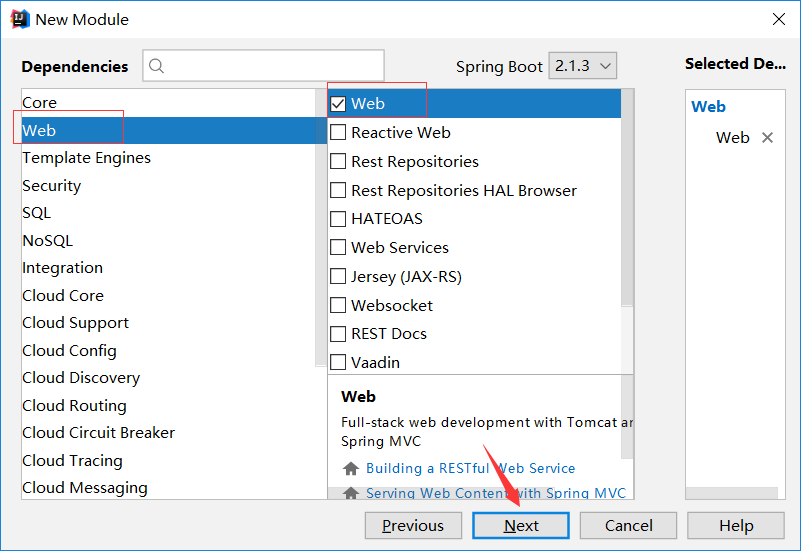 New Module
Dependencies
Spring Boot 2.1.3
Selected De...
Core
Web
Template Engines
Security
SQL
NoSQL
Integration
Cloud Core
Cloud Support
Cloud Config
Cloud Discovery
Cloud Routing
Cloud Circuit Breaker
Cloud Tracing
Cloud Messaging
Web
Reactive Web
Rest Repositories
Rest Repositories HAL Browser
HATEOAS
Web Services
Jersey (JAX-RS)
Websocket
REST Docs
Vaadin
Web
Full-stack web development with Tomcat an
Spring MVC
Building a RESTful Web Service
Serving Web Content with Spring MVC
Web
Web
Previous
Next
Cancel
Help